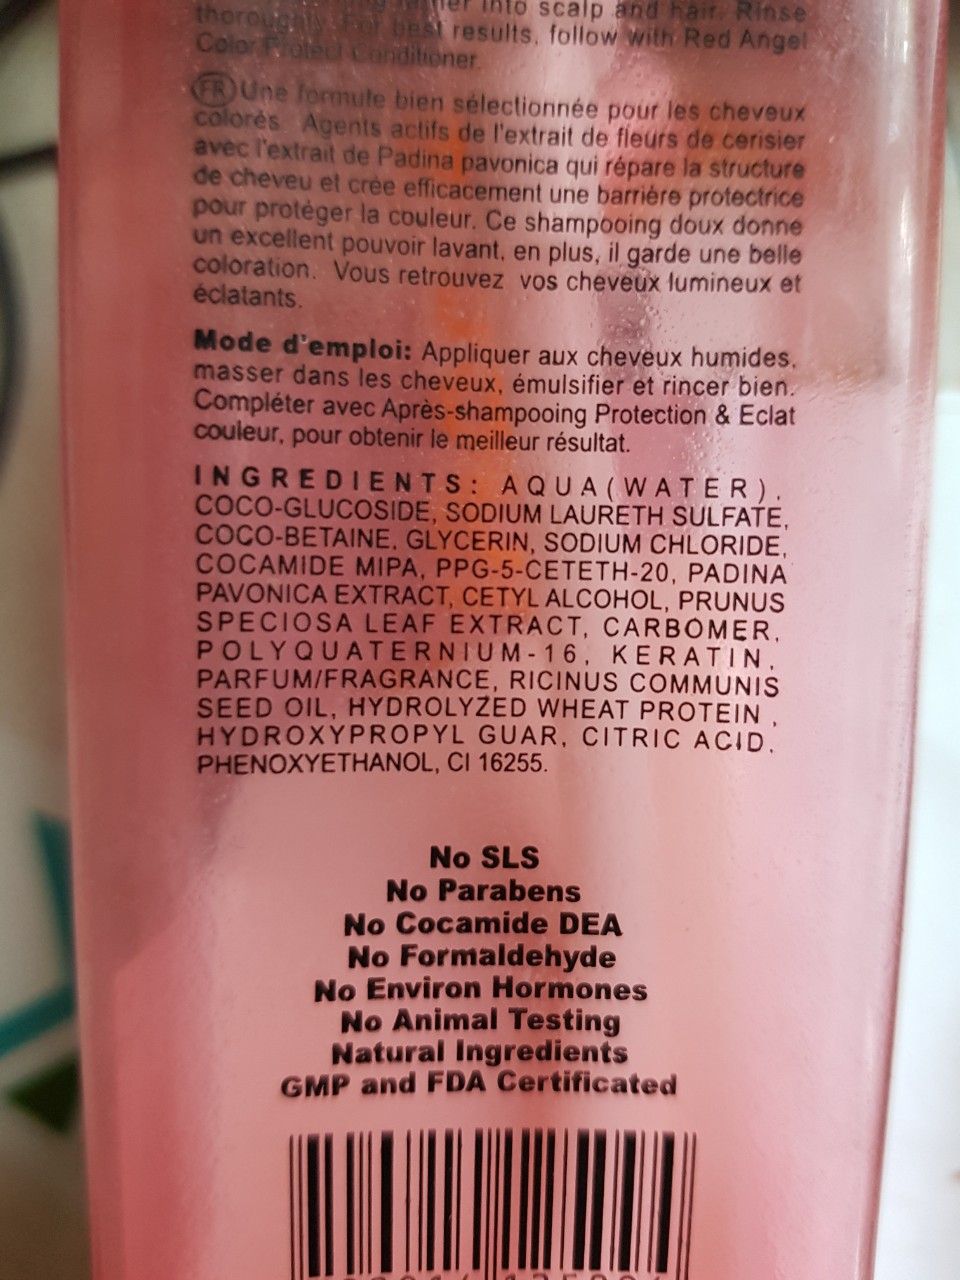 lather into scalp and hair. Rinse
thoroughly. For best results, follow with Red Angel
Color Protect Conditioner.
FR Une formule bien sélectionnée pour les cheveux
colorés. Agents actifs de l'extrait de fleurs de cerisier
avec l'extrait de Padina pavonica qui répare la structure
de cheveu et crée efficacement une barrière protectrice
pour protéger la couleur. Ce shampooing doux donne
un excellent pouvoir lavant, en plus, il garde une belle
coloration. Vous retrouvez vos cheveux lumineux et
éclatants.
Mode d'emploi: Appliquer aux cheveux humides,
masser dans les cheveux, émulsifier et rincer bien.
Compléter avec Après-shampooing Protection & Eclat
couleur, pour obtenir le meilleur résultat.
INGREDIENTS: AQUA(WATER),
COCO-GLUCOSIDE, SODIUM LAURETH SULFATE,
COCO-BETAINE, GLYCERIN, SODIUM CHLORIDE,
COCAMIDE MIPA, PPG-5-CETETH-20, PADINA
PAVONICA EXTRACT, CETYL ALCOHOL, PRUNUS
SPECIOSA LEAF EXTRACT, CARBOMER,
POLYQUATERNIUM-16, KERATIN,
PARFUM/FRAGRANCE, RICINUS COMMUNIS
SEED OIL, HYDROLYZED WHEAT PROTEIN ,
HYDROXYPROPYL GUAR, CITRIC ACID,
PHENOXYETHANOL, CI 16255.
No SLS
No Parabens
No Cocamide DEA
No Formaldehyde
No Environ Hormones
No Animal Testing
Natural Ingredients
GMP and FDA Certificated